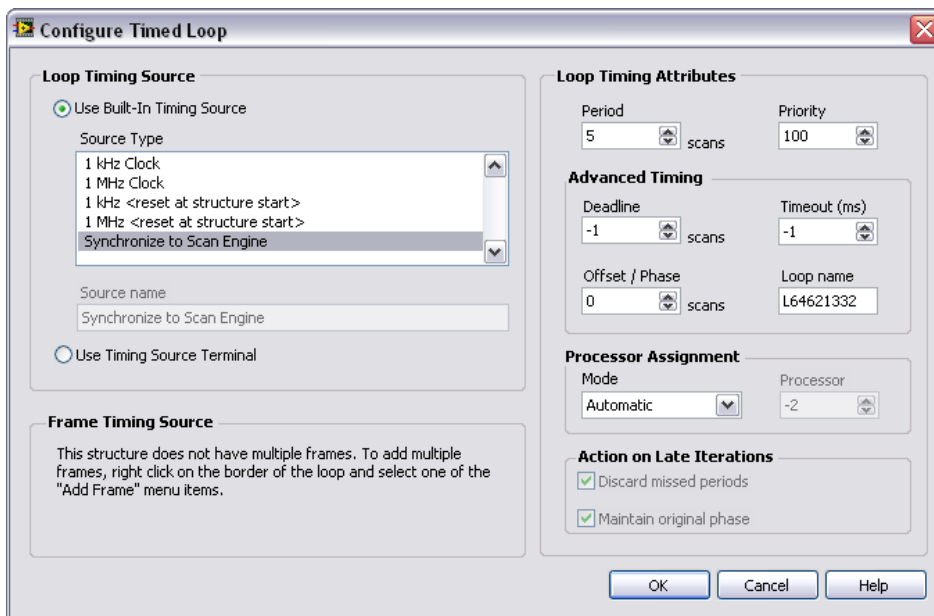 Configure Timed Loop
Loop Timing Source
Use Built-In Timing Source
Source Type
1 kHz Clock
1 MHz Clock
1 kHz <reset at structure start>
1 MHz <reset at structure start>
Synchronize to Scan Engine
Source name
Synchronize to Scan Engine
Use Timing Source Terminal
Frame Timing Source
This structure does not have multiple frames. To add multiple
frames, right click on the border of the loop and select one of the
"Add Frame" menu items.
Loop Timing Attributes
Period
5 scans
Priority
100
Advanced Timing
Deadline
-1 scans
Timeout (ms)
-1
Offset / Phase
0 scans
Loop name
L64621332
Processor Assignment
Mode
Automatic
Processor
-2
Action on Late Iterations
Discard missed periods
Maintain original phase
OK
Cancel
Help